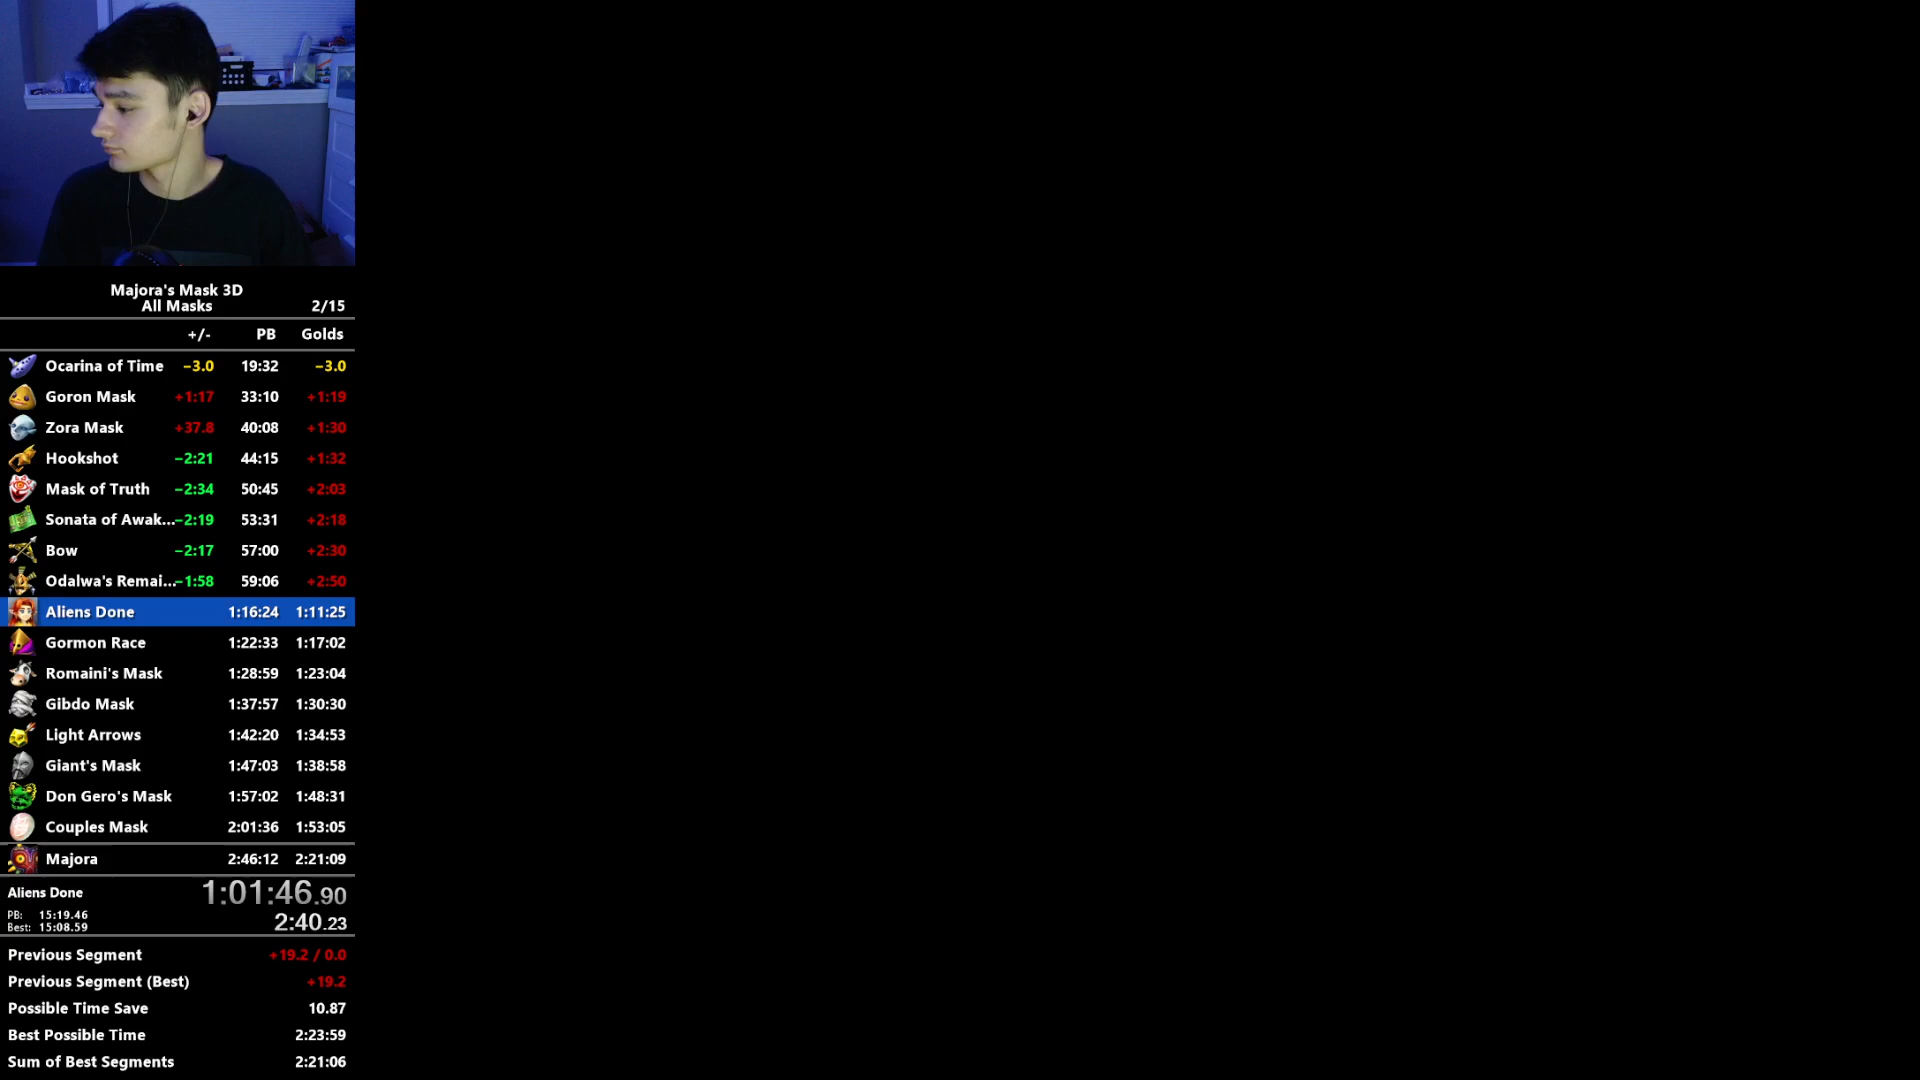 Majora's Mask 3D
All Masks 2/15
+/- PB Golds
Ocarina of Time −3.0 19:32 −3.0
Goron Mask +1:17 33:10 +1:19
Zora Mask +37.8 40:08 +1:30
Hookshot −2:21 44:15 +1:32
Mask of Truth −2:34 50:45 +2:03
Sonata of Awak... −2:19 53:31 +2:18
Bow −2:17 57:00 +2:30
Odalwa's Remai... −1:58 59:06 +2:50
Aliens Done 1:16:24 1:11:25
Gormon Race 1:22:33 1:17:02
Romaini's Mask 1:28:59 1:23:04
Gibdo Mask 1:37:57 1:30:30
Light Arrows 1:42:20 1:34:53
Giant's Mask 1:47:03 1:38:58
Don Gero's Mask 1:57:02 1:48:31
Couples Mask 2:01:36 1:53:05
Majora 2:46:12 2:21:09
Aliens Done 1:01:46.90
PB: 15:19.46
Best: 15:08.59 2:40.23
Previous Segment +19.2 / 0.0
Previous Segment (Best) +19.2
Possible Time Save 10.87
Best Possible Time 2:23:59
Sum of Best Segments 2:21:06